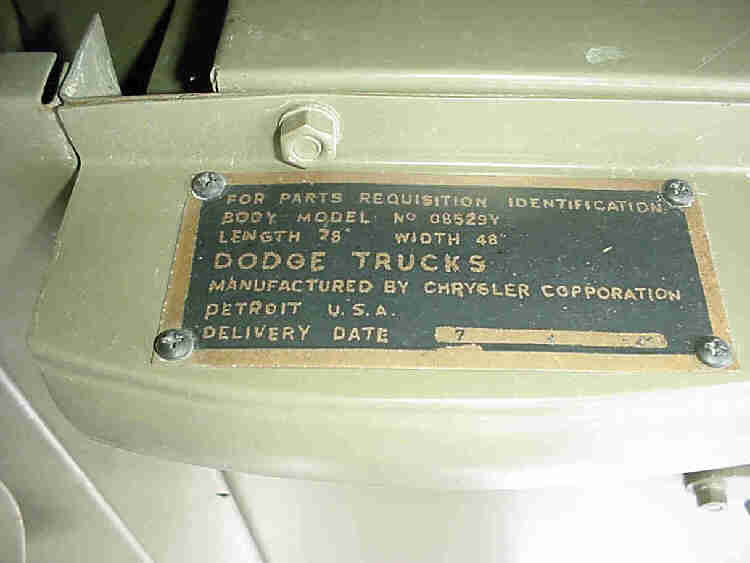 FOR PARTS REQUISITION IDENTIFICATION
BODY MODEL Nº 08529Y
LENGTH 78" WIDTH 48"
DODGE TRUCKS
MANUFACTURED BY CHRYSLER CORPORATION
DETROIT U.S.A.
DELIVERY DATE 7